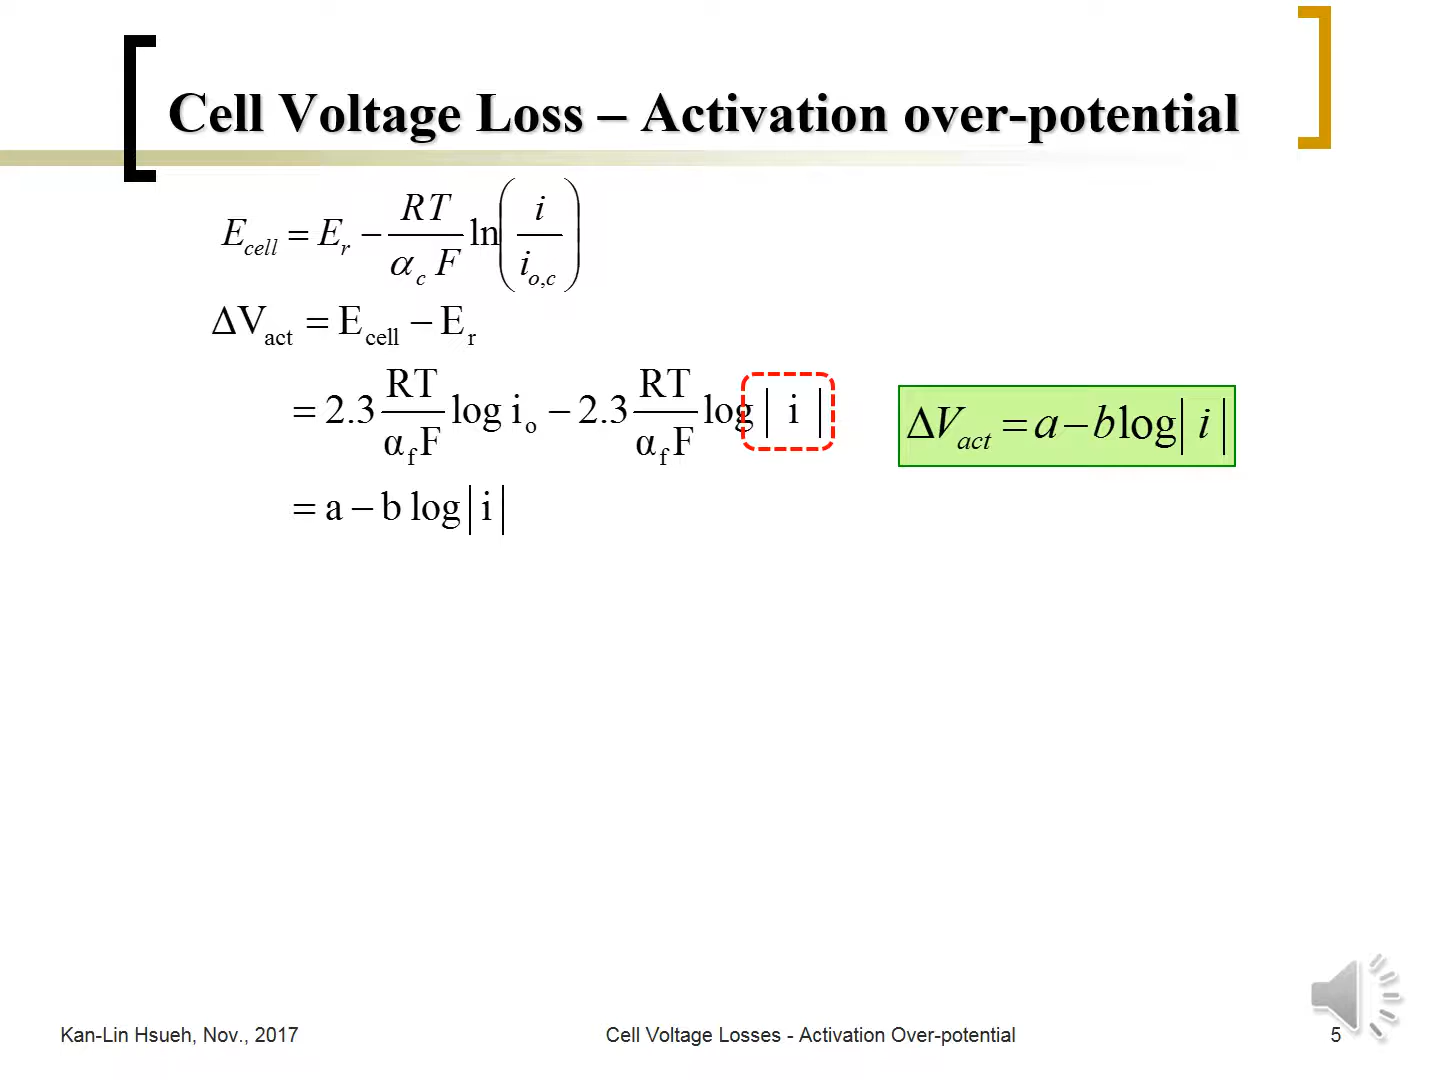 Cell Voltage Loss – Activation over-potential
E_cell = E_r − (RT / α_c F) ln(i / i_o,c)
ΔV_act = E_cell − E_r
= 2.3 (RT / α_f F) log i_o − 2.3 (RT / α_f F) log | i |
ΔV_act = a − b log | i |
= a − b log | i |
Kan-Lin Hsueh, Nov., 2017
Cell Voltage Losses - Activation Over-potential
5